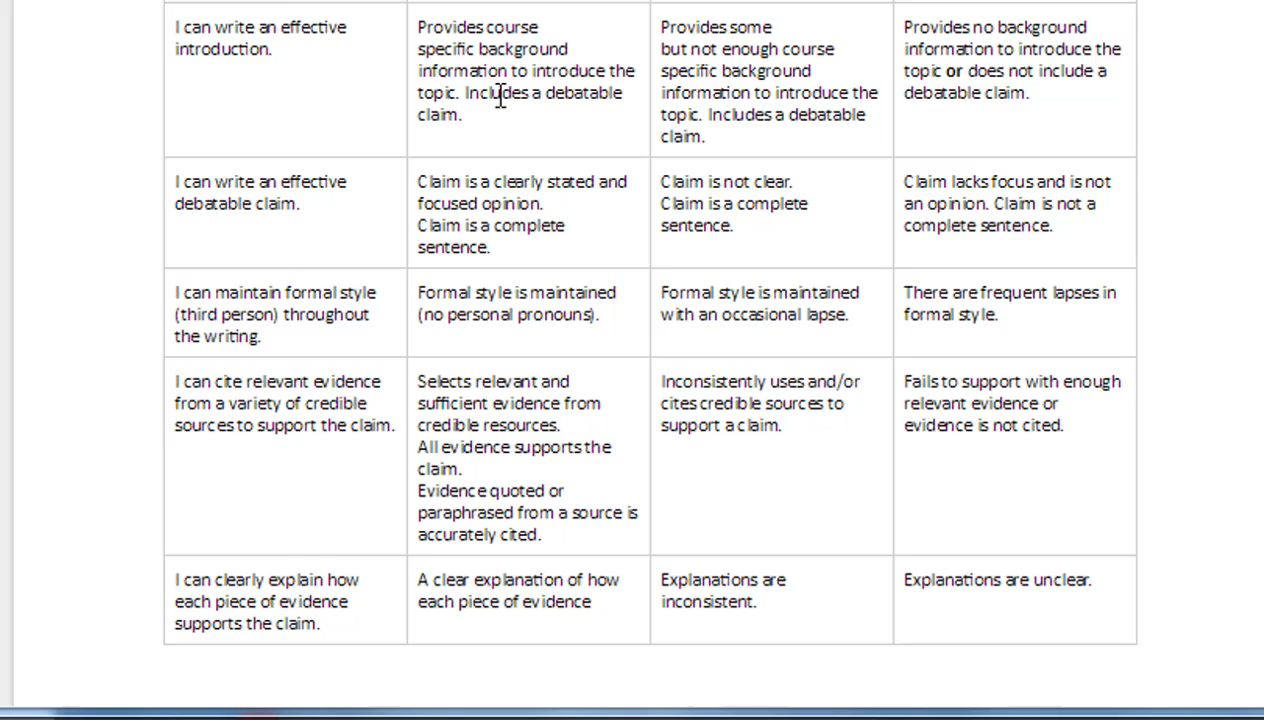 I can write an effective
introduction.
Provides course
specific background
information to introduce the
topic. Includes a debatable
claim.
Provides some
but not enough course
specific background
information to introduce the
topic. Includes a debatable
claim.
Provides no background
information to introduce the
topic or does not include a
debatable claim.
I can write an effective
debatable claim.
Claim is a clearly stated and
focused opinion.
Claim is a complete
sentence.
Claim is not clear.
Claim is a complete
sentence.
Claim lacks focus and is not
an opinion. Claim is not a
complete sentence.
I can maintain formal style
(third person) throughout
the writing.
Formal style is maintained
(no personal pronouns).
Formal style is maintained
with an occasional lapse.
There are frequent lapses in
formal style.
I can cite relevant evidence
from a variety of credible
sources to support the claim.
Selects relevant and
sufficient evidence from
credible resources.
All evidence supports the
claim.
Evidence quoted or
paraphrased from a source is
accurately cited.
Inconsistently uses and/or
cites credible sources to
support a claim.
Fails to support with enough
relevant evidence or
evidence is not cited.
I can clearly explain how
each piece of evidence
supports the claim.
A clear explanation of how
each piece of evidence
Explanations are
inconsistent.
Explanations are unclear.